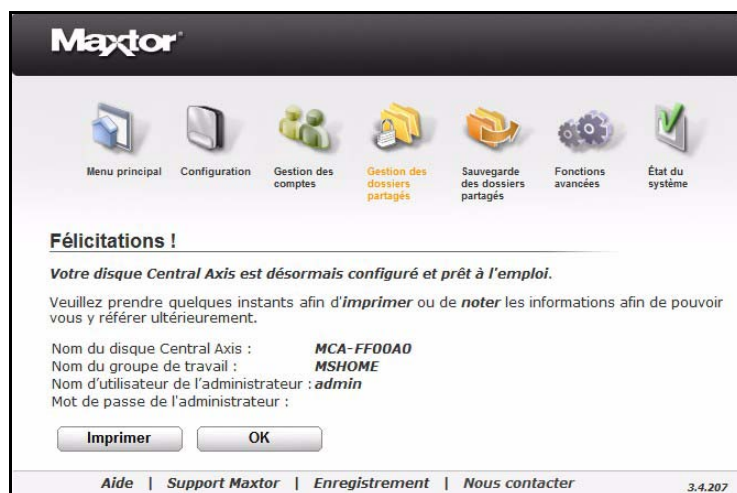 Maxtor
Menu principal
Configuration
Gestion des comptes
Gestion des dossiers partagés
Sauvegarde des dossiers partagés
Fonctions avancées
État du système
Félicitations !
Votre disque Central Axis est désormais configuré et prêt à l'emploi.
Veuillez prendre quelques instants afin d'imprimer ou de noter les informations afin de pouvoir
vous y référer ultérieurement.
Nom du disque Central Axis : MCA-FF00A0
Nom du groupe de travail : MSHOME
Nom d'utilisateur de l'administrateur : admin
Mot de passe de l'administrateur :
Imprimer OK
Aide | Support Maxtor | Enregistrement | Nous contacter 3.4.207